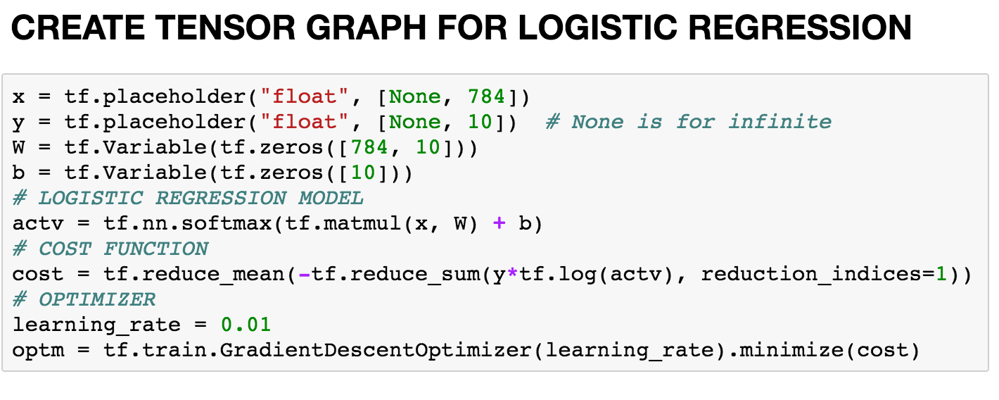 CREATE TENSOR GRAPH FOR LOGISTIC REGRESSION
x = tf.placeholder("float", [None, 784])
y = tf.placeholder("float", [None, 10])  # None is for infinite
W = tf.Variable(tf.zeros([784, 10]))
b = tf.Variable(tf.zeros([10]))
# LOGISTIC REGRESSION MODEL
actv = tf.nn.softmax(tf.matmul(x, W) + b)
# COST FUNCTION
cost = tf.reduce_mean(-tf.reduce_sum(y*tf.log(actv), reduction_indices=1))
# OPTIMIZER
learning_rate = 0.01
optm = tf.train.GradientDescentOptimizer(learning_rate).minimize(cost)